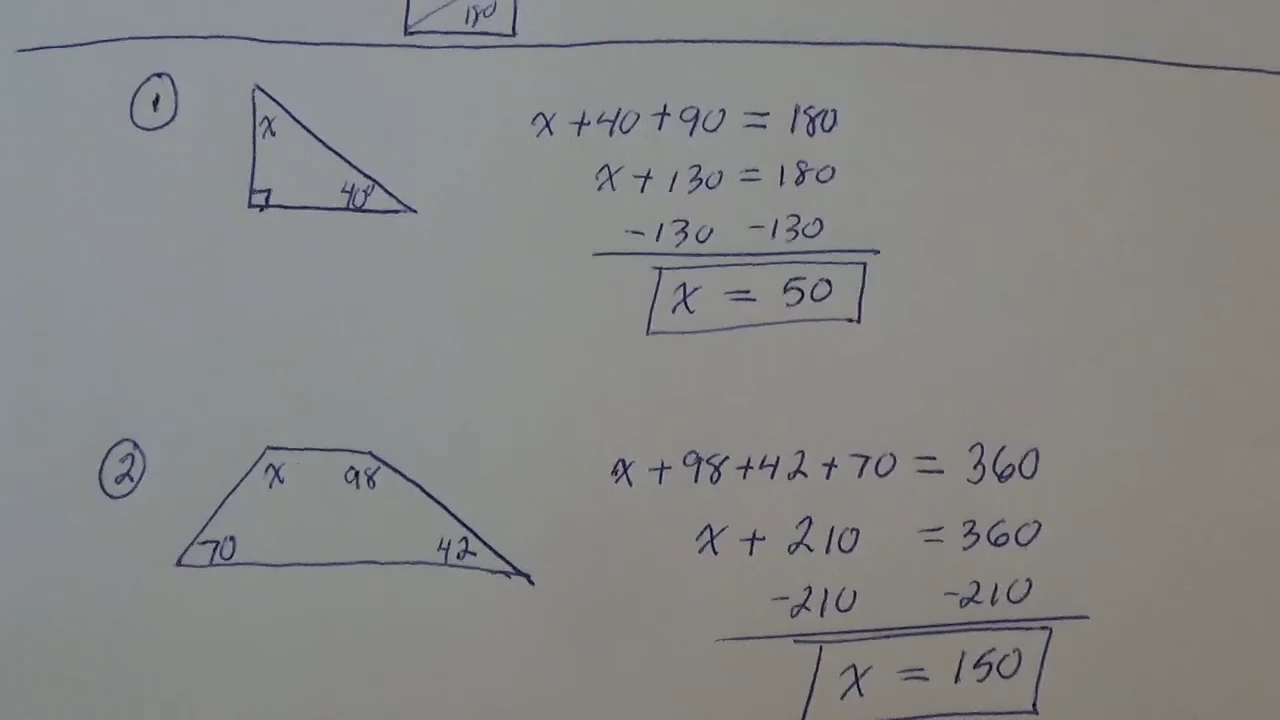 180
1
x
40°
x + 40 + 90 = 180
x + 130 = 180
-130 -130
x = 50
2
x 98
70 42
x + 98 + 42 + 70 = 360
x + 210 = 360
-210 -210
x = 150